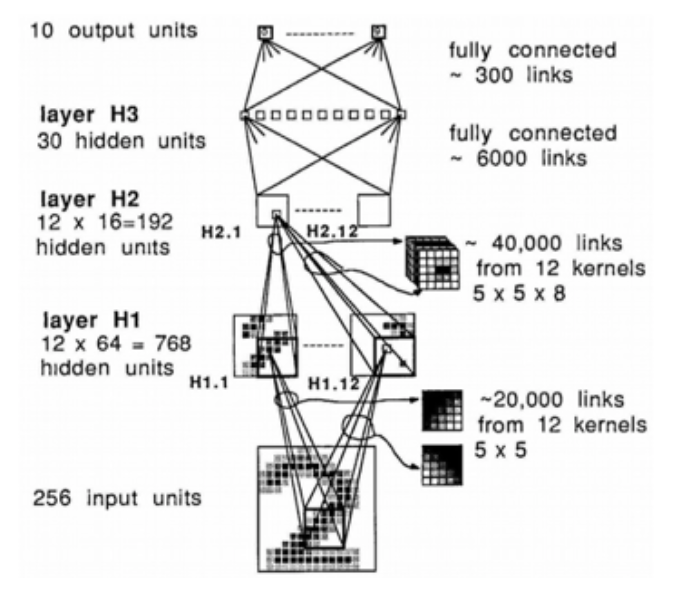 10 output units
fully connected
~ 300 links
layer H3
30 hidden units
fully connected
~ 6000 links
layer H2
12 x 16=192
hidden units
H2.1
H2.12
~ 40,000 links
from 12 kernels
5 x 5 x 8
layer H1
12 x 64 = 768
hidden units
H1.1
H1.12
~20,000 links
from 12 kernels
5 x 5
256 input units